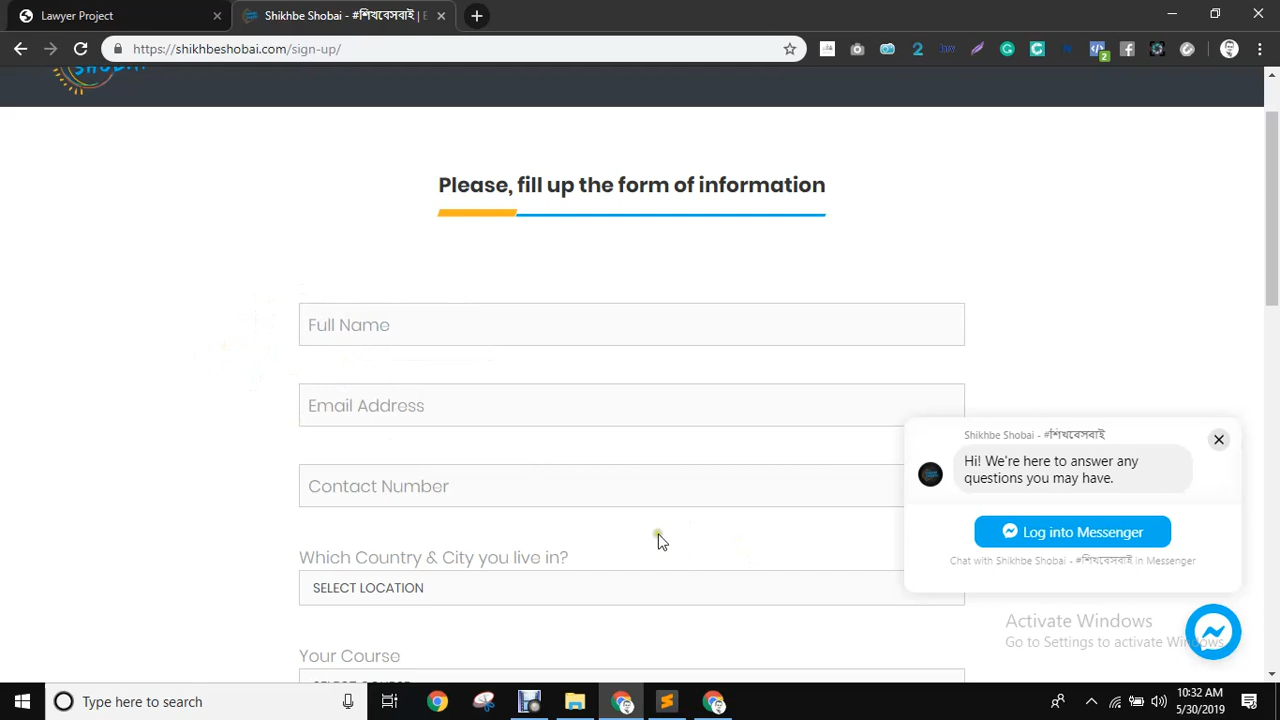 Lawyer Project
Shikhbe Shobai - #শিখবেসবাই | E
https://shikhbeshobai.com/sign-up/
Please, fill up the form of information
Full Name
Email Address
Contact Number
Which Country & City you live in?
SELECT LOCATION
Your Course
Shikhbe Shobai - #শিখবেসবাই
Hi! We're here to answer any
questions you may have.
Log into Messenger
Chat with Shikhbe Shobai - #শিখবেসবাই in Messenger
Activate Windows
Go to Settings to activate Windows.
Type here to search
10:32 AM
5/30/2019